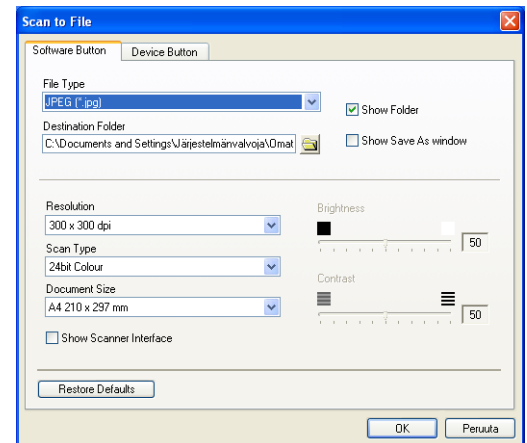 Scan to File
Software Button Device Button
File Type
JPEG (*.jpg)
Show Folder
Destination Folder
C:\Documents and Settings\Järjestelmänvalvoja\Omat
Show Save As window
Resolution
300 x 300 dpi
Scan Type
24bit Colour
Document Size
A4 210 x 297 mm
Show Scanner Interface
Brightness
50
Contrast
50
Restore Defaults
OK Peruuta